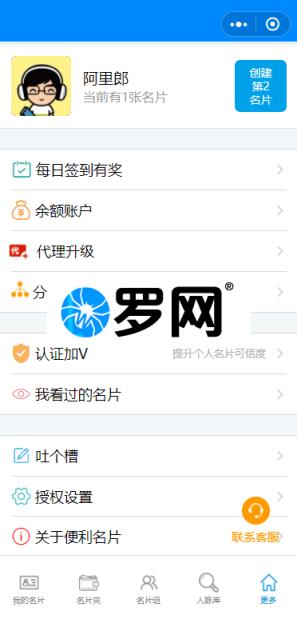 阿里郎
当前有1张名片
创建
第2
名片
每日签到有奖
余额账户
代 代理升级
分
罗网®
认证加V
提升个人名片可信度
我看过的名片
吐个槽
授权设置
关于便利名片
联系客服
我的名片
名片夹
名片组
人脉库
更多